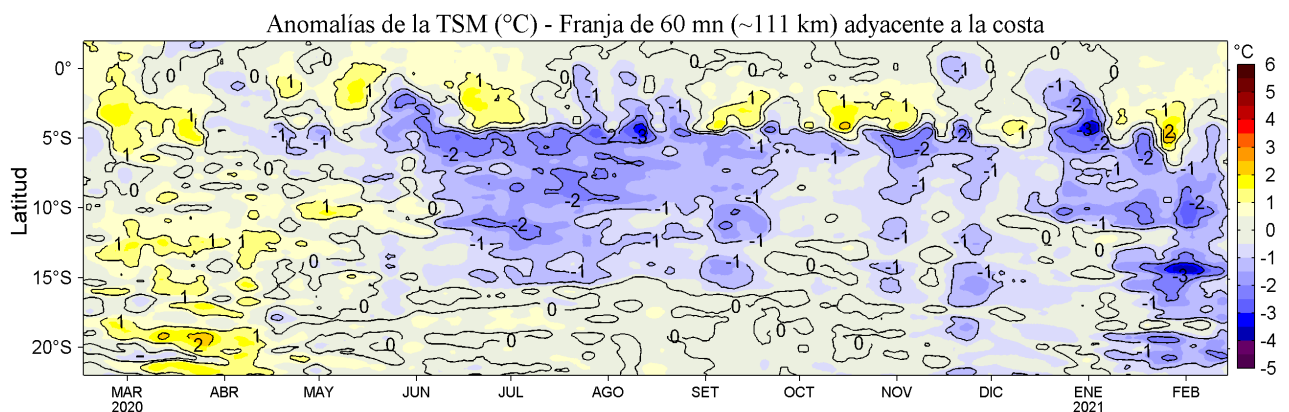 Anomalías de la TSM (°C) - Franja de 60 mn (~111 km) adyacente a la costa
°C
Latitud
0°
5°S
10°S
15°S
20°S
6
5
4
3
2
1
0
-1
-2
-3
-4
-5
MAR ABR MAY JUN JUL AGO SET OCT NOV DIC ENE FEB
2020 2021